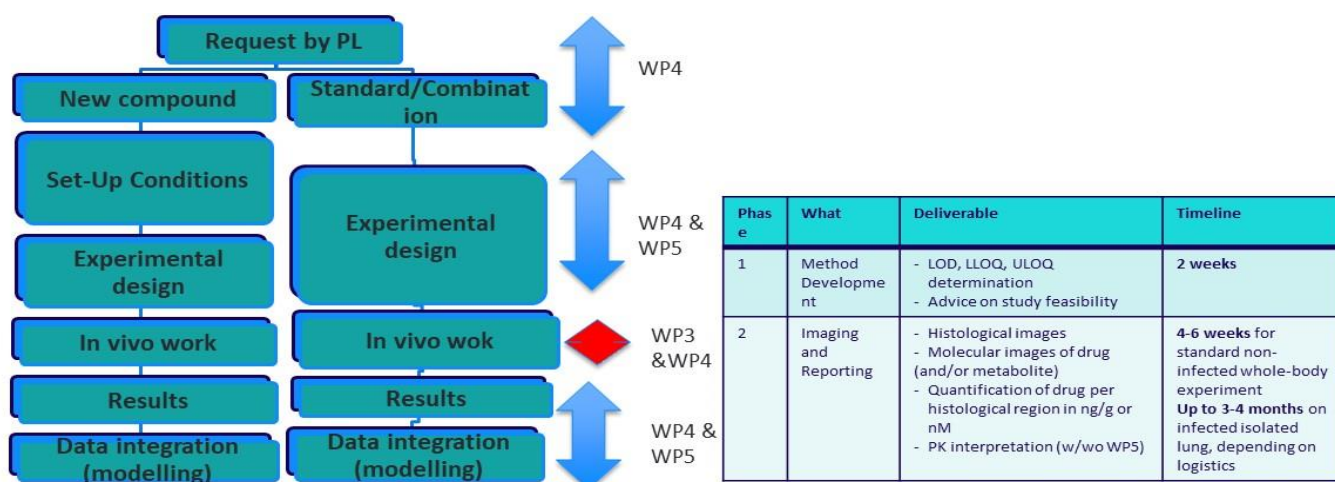 Request by PL
New compound
Standard/Combinat
ion
Set-Up Conditions
Experimental
design
Experimental
design
In vivo work
In vivo wok
Results
Results
Data integration
(modelling)
Data integration
(modelling)
WP4
WP4 &
WP5
WP3
&WP4
WP4 &
WP5
Phas
e
What
Deliverable
Timeline
1
Method
Developme
nt
- LOD, LLOQ, ULOQ
determination
- Advice on study feasibility
2 weeks
2
Imaging
and
Reporting
- Histological images
- Molecular images of drug
(and/or metabolite)
- Quantification of drug per
histological region in ng/g or
nM
- PK interpretation (w/wo WP5)
4-6 weeks for
standard non-
infected whole-body
experiment
Up to 3-4 months on
infected isolated
lung, depending on
logistics